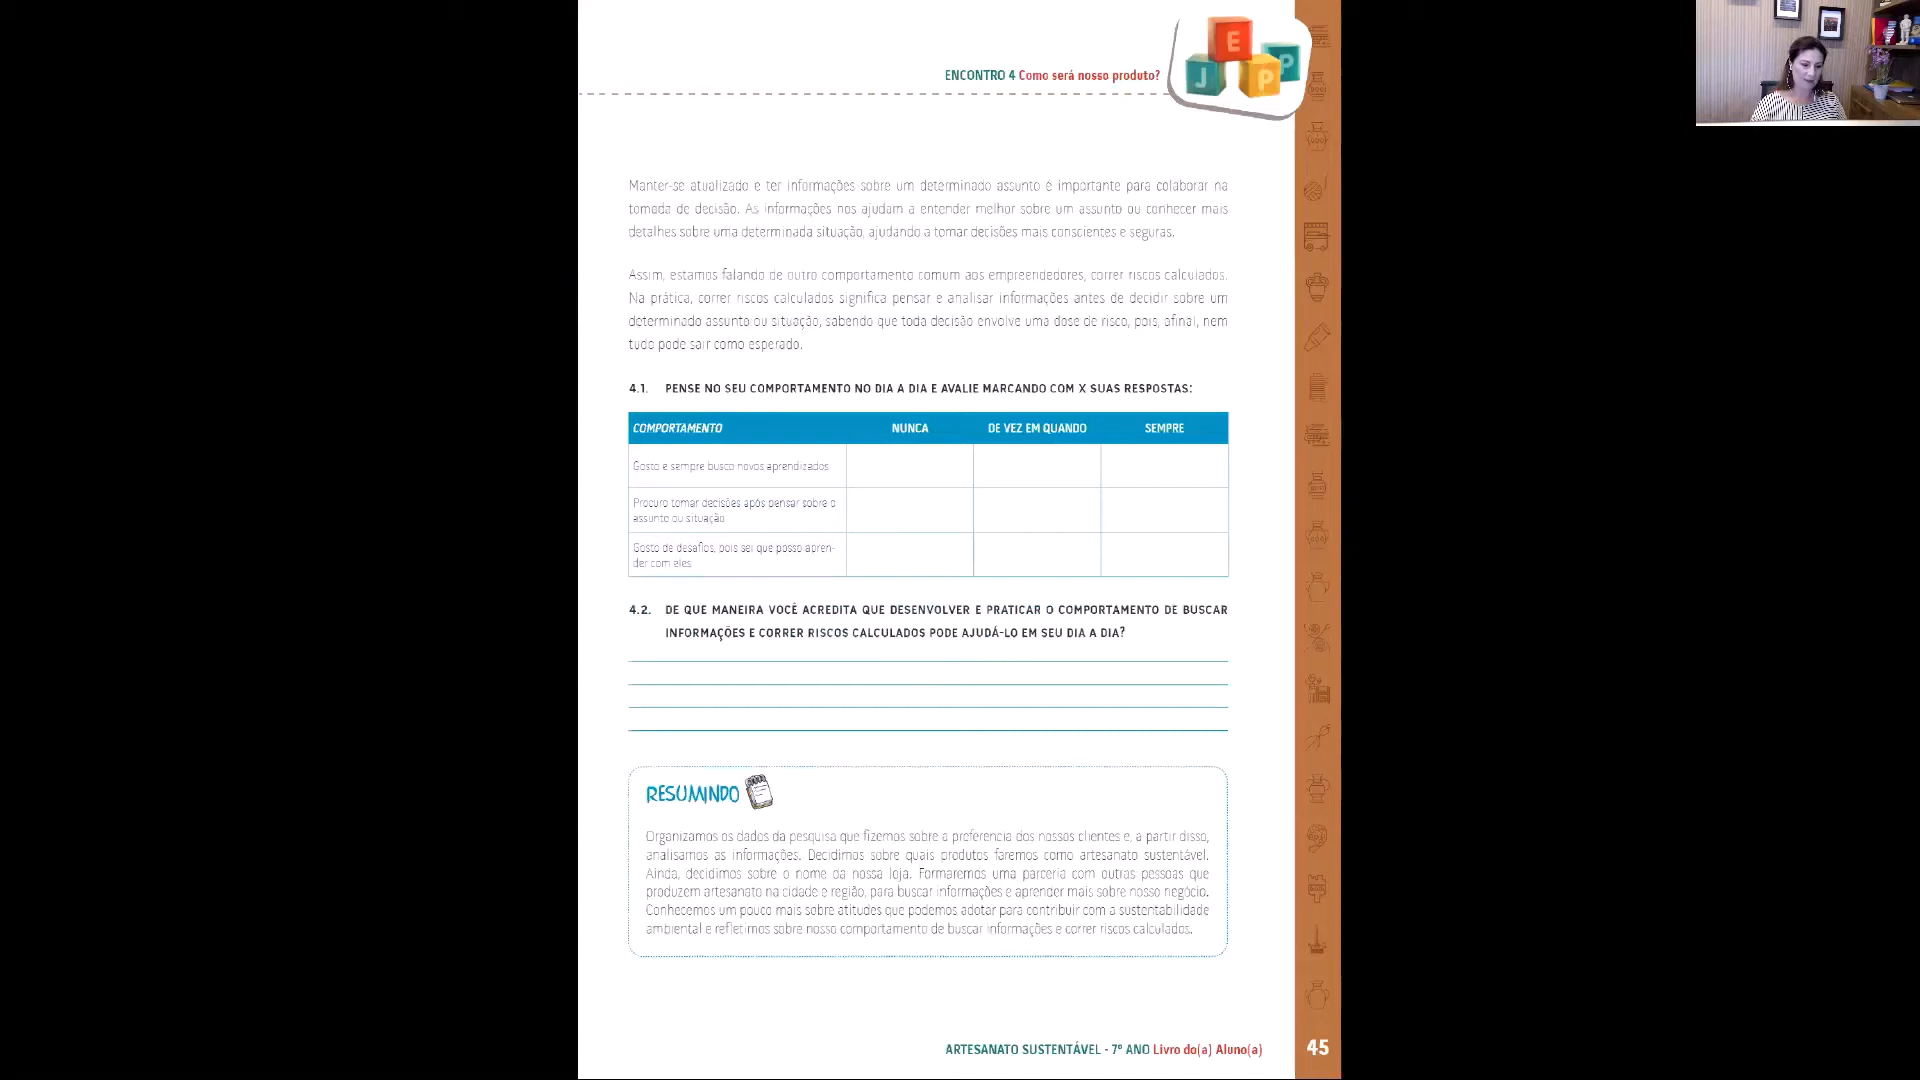 ENCONTRO 4 Como será nosso produto?
J E P P
Manter-se atualizado e ter informações sobre um determinado assunto é importante para colaborar na
tomada de decisão. As informações nos ajudam a entender melhor sobre um assunto ou conhecer mais
detalhes sobre uma determinada situação, ajudando a tomar decisões mais conscientes e seguras.
Assim, estamos falando de outro comportamento comum aos empreendedores, correr riscos calculados.
Na prática, correr riscos calculados significa pensar e analisar informações antes de decidir sobre um
determinado assunto ou situação, sabendo que toda decisão envolve uma dose de risco, pois, afinal, nem
tudo pode sair como esperado.
4.1. PENSE NO SEU COMPORTAMENTO NO DIA A DIA E AVALIE MARCANDO COM X SUAS RESPOSTAS:
COMPORTAMENTO NUNCA DE VEZ EM QUANDO SEMPRE
Gosto e sempre busco novos aprendizados
Procuro tomar decisões após pensar sobre o
assunto ou situação
Gosto de desafios, pois sei que posso apren-
der com eles
4.2. DE QUE MANEIRA VOCÊ ACREDITA QUE DESENVOLVER E PRATICAR O COMPORTAMENTO DE BUSCAR
INFORMAÇÕES E CORRER RISCOS CALCULADOS PODE AJUDÁ-LO EM SEU DIA A DIA?
RESUMINDO
Organizamos os dados da pesquisa que fizemos sobre a preferência dos nossos clientes e, a partir disso,
analisamos as informações. Decidimos sobre quais produtos faremos como artesanato sustentável.
Ainda, decidimos sobre o nome da nossa loja. Formaremos uma parceria com outras pessoas que
produzem artesanato na cidade e região, para buscar informações e aprender mais sobre nosso negócio.
Conhecemos um pouco mais sobre atitudes que podemos adotar para contribuir com a sustentabilidade
ambiental e refletimos sobre nosso comportamento de buscar informações e correr riscos calculados.
ARTESANATO SUSTENTÁVEL - 7º ANO Livro do(a) Aluno(a)
45